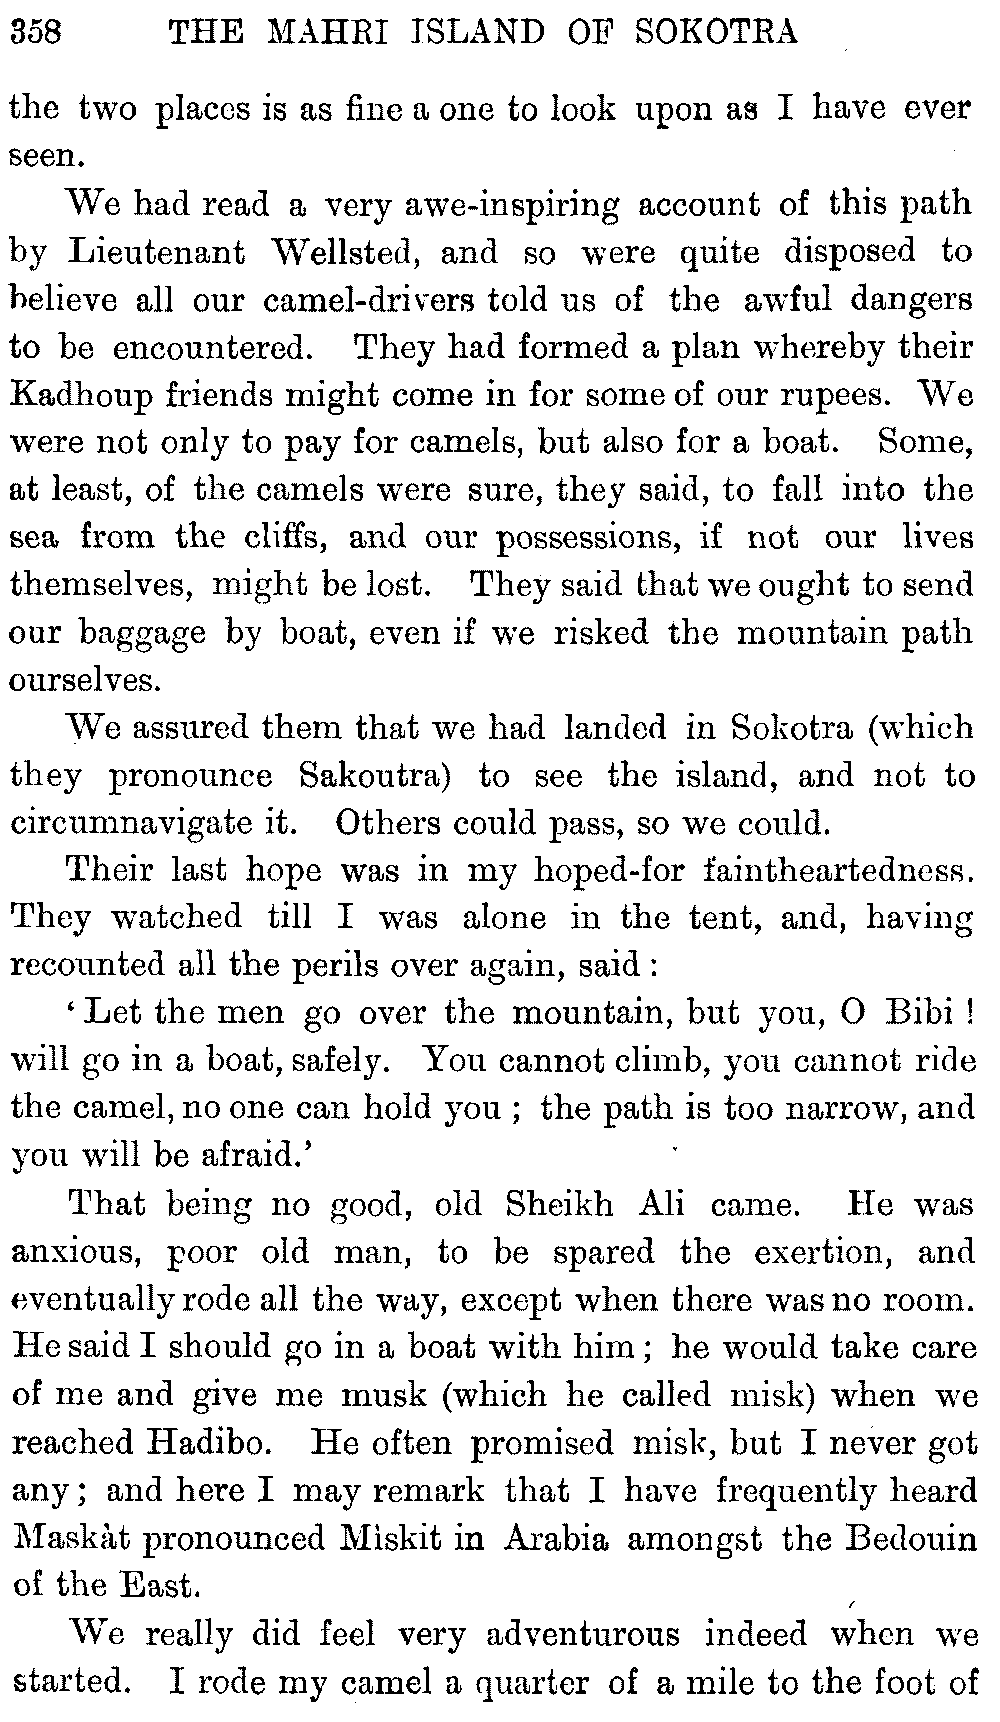 358 THE MAHRI ISLAND OF SOKOTRA
the two places is as fine a one to look upon as I have ever
seen.
We had read a very awe-inspiring account of this path
by Lieutenant Wellsted, and so were quite disposed to
believe all our camel-drivers told us of the awful dangers
to be encountered. They had formed a plan whereby their
Kadhoup friends might come in for some of our rupees. We
were not only to pay for camels, but also for a boat. Some,
at least, of the camels were sure, they said, to fall into the
sea from the cliffs, and our possessions, if not our lives
themselves, might be lost. They said that we ought to send
our baggage by boat, even if we risked the mountain path
ourselves.
We assured them that we had landed in Sokotra (which
they pronounce Sakoutra) to see the island, and not to
circumnavigate it. Others could pass, so we could.
Their last hope was in my hoped-for faintheartedness.
They watched till I was alone in the tent, and, having
recounted all the perils over again, said :
‘ Let the men go over the mountain, but you, O Bibi !
will go in a boat, safely. You cannot climb, you cannot ride
the camel, no one can hold you ; the path is too narrow, and
you will be afraid.’
That being no good, old Sheikh Ali came. He was
anxious, poor old man, to be spared the exertion, and
eventually rode all the way, except when there was no room.
He said I should go in a boat with him ; he would take care
of me and give me musk (which he called misk) when we
reached Hadibo. He often promised misk, but I never got
any ; and here I may remark that I have frequently heard
Maskàt pronounced Mìskit in Arabia amongst the Bedouin
of the East.
We really did feel very adventurous indeed when we
started. I rode my camel a quarter of a mile to the foot of